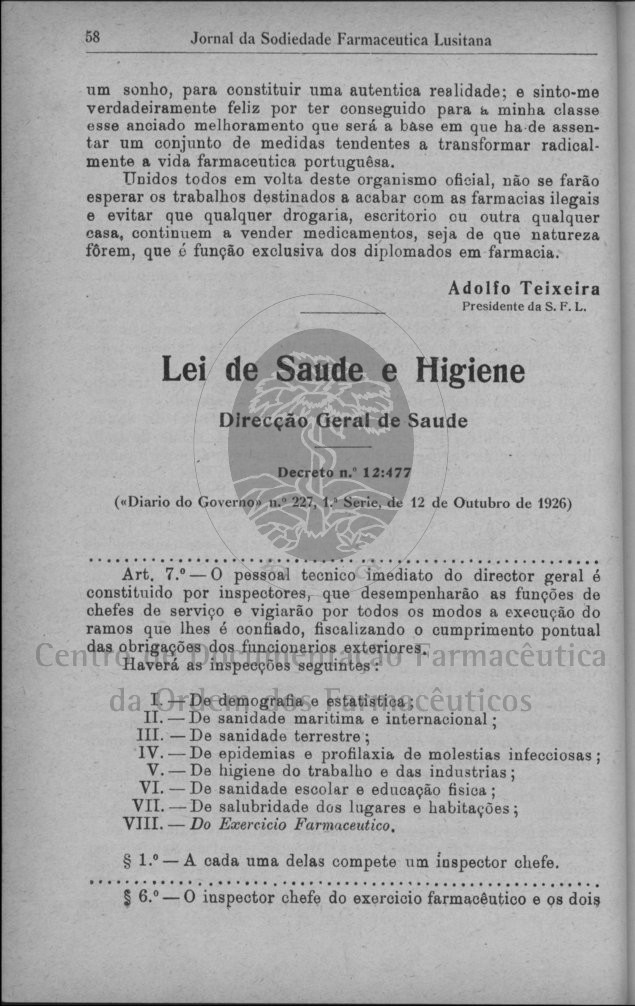 58
Jornal da Sodiedade Farmaceutica Lusitana
um sonho, para constituir uma autentica realidade; e sinto-me
verdadeiramente feliz por ter conseguido para a minha classe
esse anciado melhoramento que será a base em que ha-de assen-
tar um conjunto de medidas tendentes a transformar radical-
mente a vida farmaceutica portuguêsa.
Unidos todos em volta deste organismo oficial, não se farão
esperar os trabalhos destinados a acabar com as farmacias ilegais
e evitar que qualquer drogaria, escritorio ou outra qualquer
casa, continuem a vender medicamentos, seja de que natureza
fôrem, que é função exclusiva dos diplomados em farmacia.
Adolfo Teixeira
Presidente da S. F. L.
Lei de Saude e Higiene
Direcção Geral de Saude
Decreto n.º 12:477
(«Diario do Governo» n.º 227, 1.ª Serie, de 12 de Outubro de 1926)
Art. 7.º — O pessoal tecnico imediato do director geral é
constituido por inspectores, que desempenharão as funções de
chefes de serviço e vigiarão por todos os modos a execução do
ramos que lhes é confiado, fiscalizando o cumprimento pontual
das obrigações dos funcionarios exteriores.
Haverá as inspecções seguintes:
Centro de Documentação Farmacêutica
da Ordem dos Farmacêuticos
I. — De demografia e estatistica;
II. — De sanidade maritima e internacional;
III. — De sanidade terrestre;
IV. — De epidemias e profilaxia de molestias infecciosas;
V. — De higiene do trabalho e das industrias;
VI. — De sanidade escolar e educação fisica;
VII. — De salubridade dos lugares e habitações;
VIII. — Do Exercicio Farmaceutico.
§ 1.º — A cada uma delas compete um inspector chefe.
§ 6.º — O inspector chefe do exercicio farmacêutico e os dois